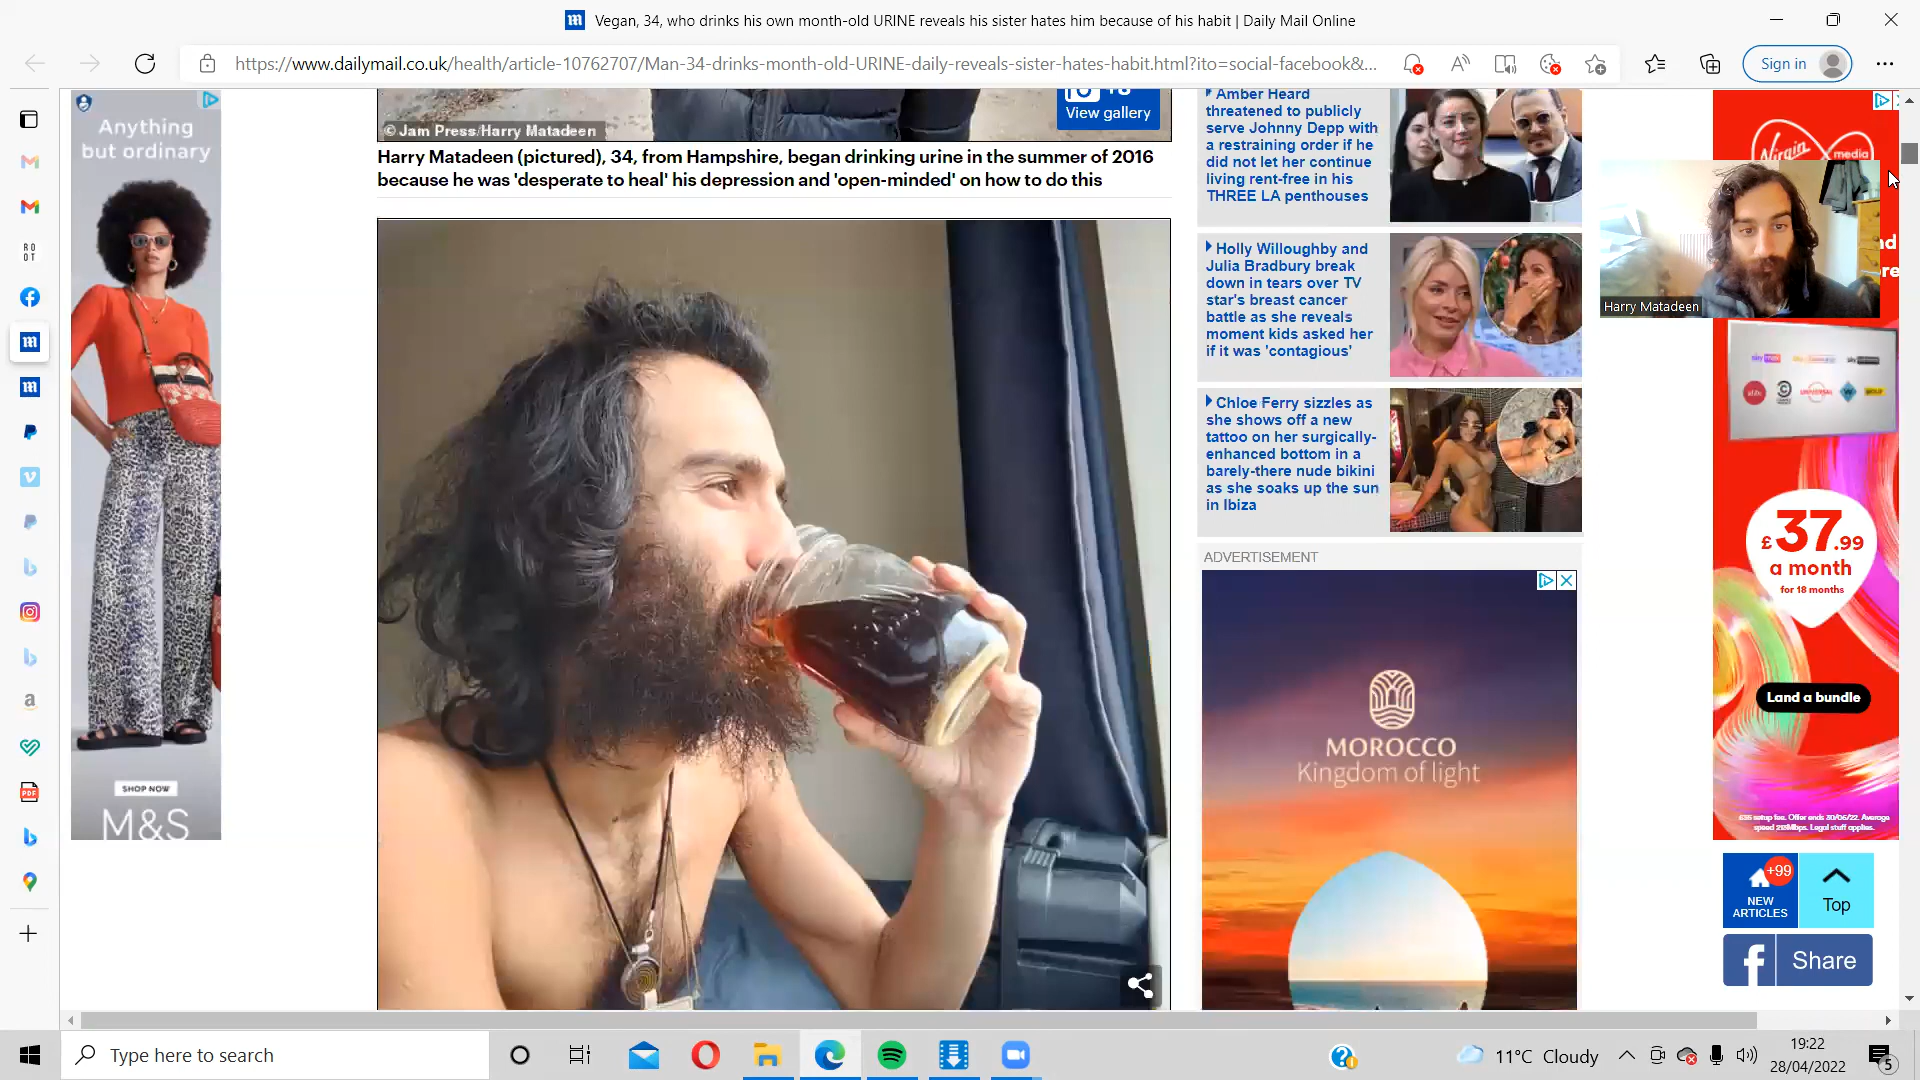 Vegan, 34, who drinks his own month-old URINE reveals his sister hates him because of his habit | Daily Mail Online
https://www.dailymail.co.uk/health/article-10762707/Man-34-drinks-month-old-URINE-daily-reveals-sister-hates-habit.html?ito=social-facebook&...
Sign in
Anything
but ordinary
SHOP NOW
M&S
View gallery
© Jam Press/Harry Matadeen
Harry Matadeen (pictured), 34, from Hampshire, began drinking urine in the summer of 2016
because he was 'desperate to heal' his depression and 'open-minded' on how to do this
Amber Heard
threatened to publicly
serve Johnny Depp with
a restraining order if he
did not let her continue
living rent-free in his
THREE LA penthouses
Holly Willoughby and
Julia Bradbury break
down in tears over TV
star's breast cancer
battle as she reveals
moment kids asked her
if it was 'contagious'
Chloe Ferry sizzles as
she shows off a new
tattoo on her surgically-
enhanced bottom in a
barely-there nude bikini
as she soaks up the sun
in Ibiza
ADVERTISEMENT
MOROCCO
Kingdom of light
Virgin media
Harry Matadeen
£37.99
a month
for 18 months
Land a bundle
+99
NEW
ARTICLES
Top
Share
Type here to search
11°C Cloudy
19:22
28/04/2022
5